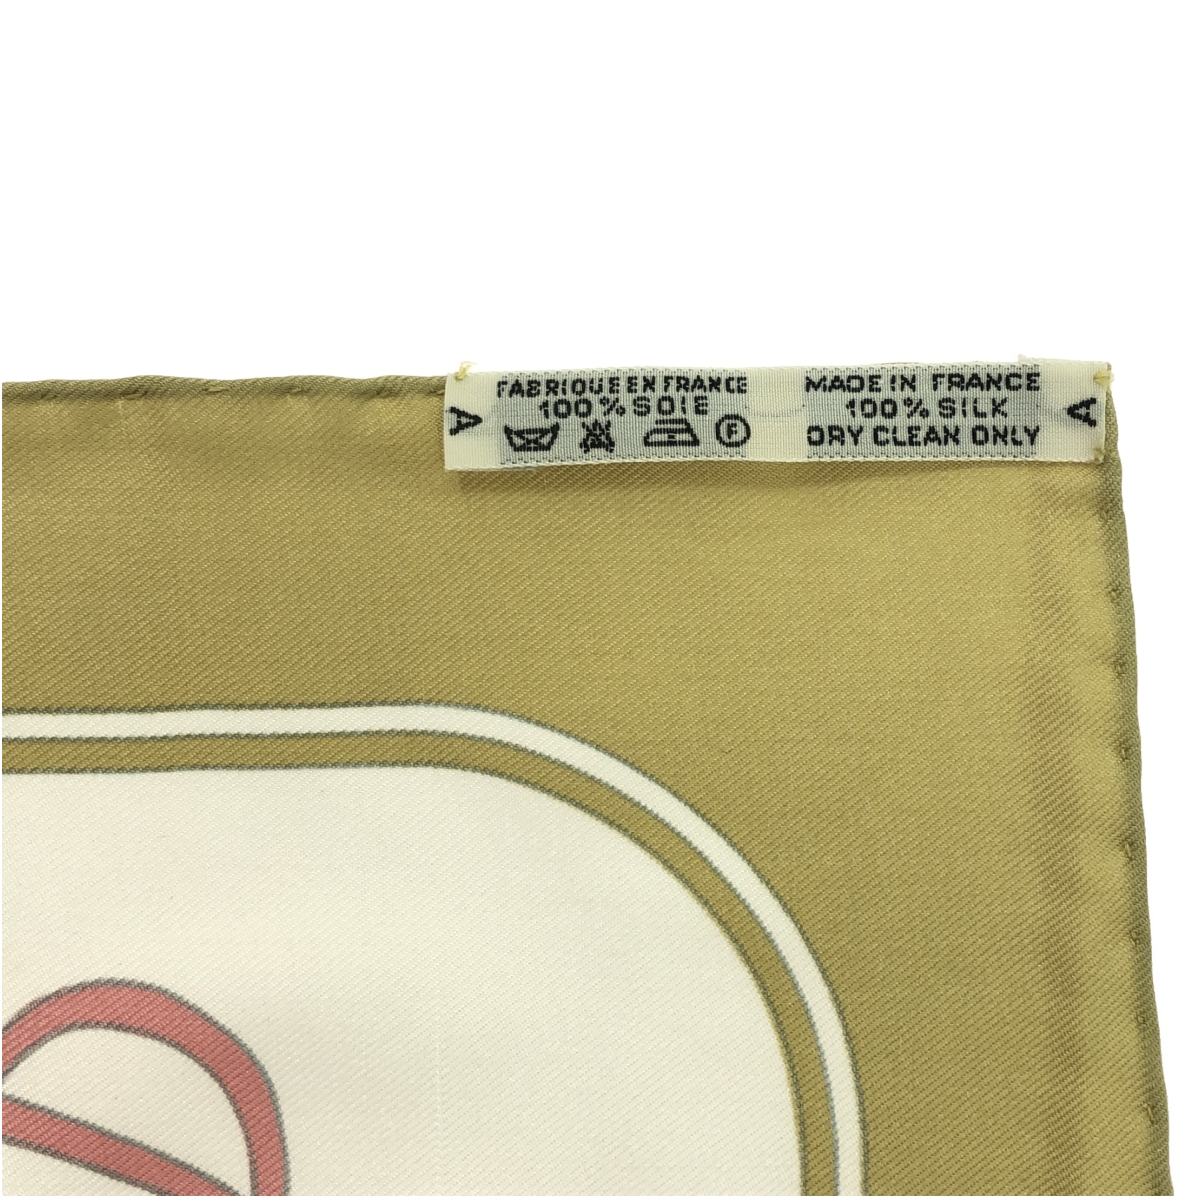 A
FABRIQUE EN FRANCE
100% SOIE
F
MADE IN FRANCE
100% SILK
DRY CLEAN ONLY
A